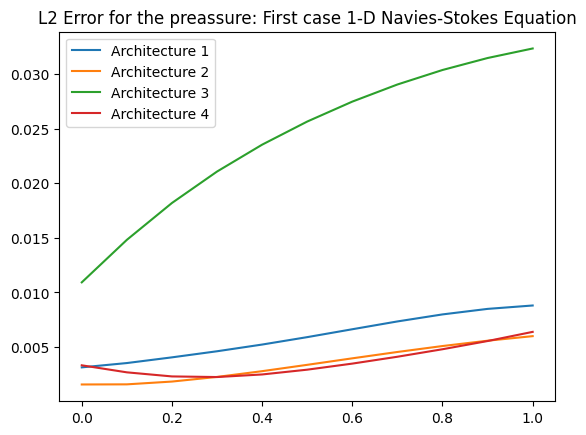 L2 Error for the preassure: First case 1-D Navies-Stokes Equation
Architecture 1
Architecture 2
Architecture 3
Architecture 4
0.030
0.025
0.020
0.015
0.010
0.005
0.0 0.2 0.4 0.6 0.8 1.0